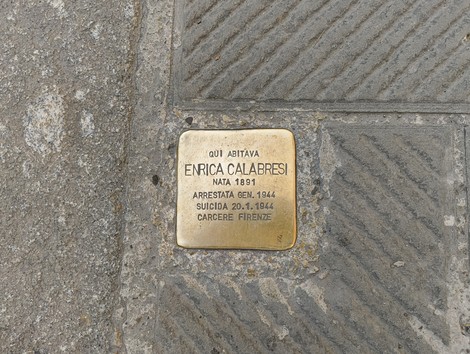 QUI ABITAVA
ENRICA CALABRESI
NATA 1891
ARRESTATA GEN. 1944
SUICIDA 20.1.1944
CARCERE FIRENZE